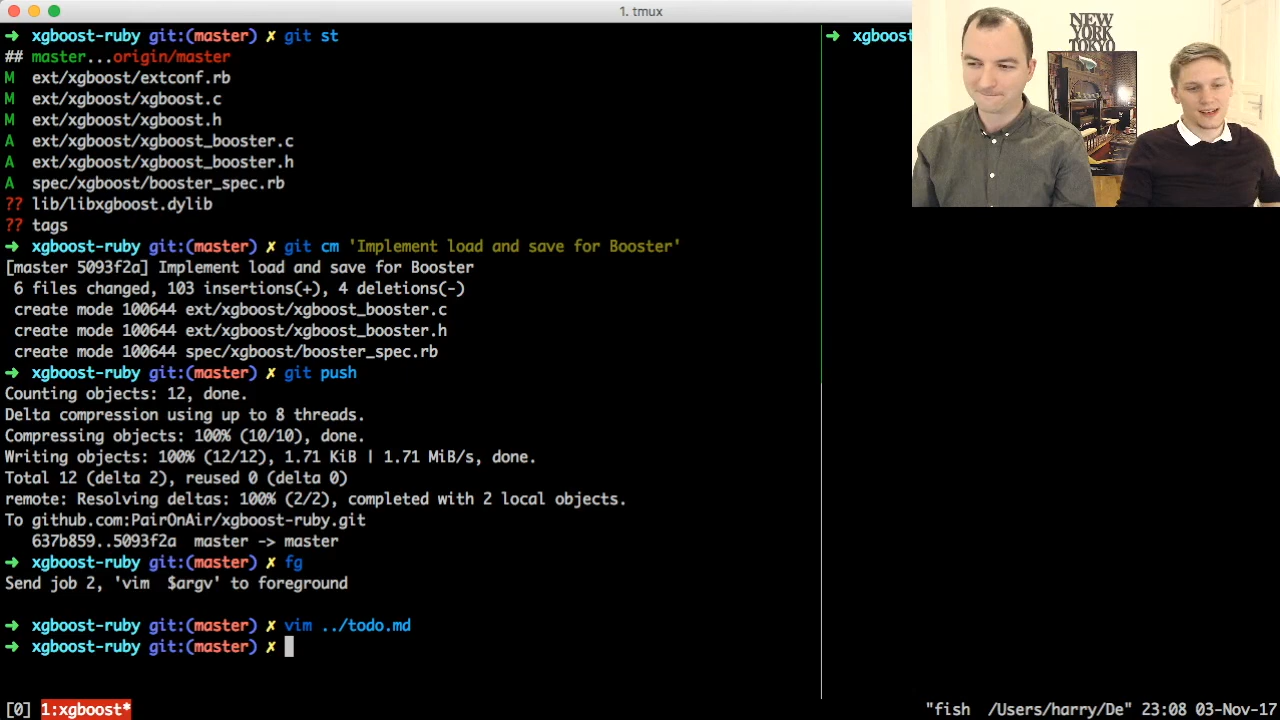 1. tmux
➜ xgboost-ruby git:(master) ✗ git st
## master...origin/master
M ext/xgboost/extconf.rb
M ext/xgboost/xgboost.c
M ext/xgboost/xgboost.h
A ext/xgboost/xgboost_booster.c
A ext/xgboost/xgboost_booster.h
A spec/xgboost/booster_spec.rb
?? lib/libxgboost.dylib
?? tags
➜ xgboost-ruby git:(master) ✗ git cm 'Implement load and save for Booster'
[master 5093f2a] Implement load and save for Booster
6 files changed, 103 insertions(+), 4 deletions(-)
create mode 100644 ext/xgboost/xgboost_booster.c
create mode 100644 ext/xgboost/xgboost_booster.h
create mode 100644 spec/xgboost/booster_spec.rb
➜ xgboost-ruby git:(master) ✗ git push
Counting objects: 12, done.
Delta compression using up to 8 threads.
Compressing objects: 100% (10/10), done.
Writing objects: 100% (12/12), 1.71 KiB | 1.71 MiB/s, done.
Total 12 (delta 2), reused 0 (delta 0)
remote: Resolving deltas: 100% (2/2), completed with 2 local objects.
To github.com:PairOnAir/xgboost-ruby.git
637b859..5093f2a master -> master
➜ xgboost-ruby git:(master) ✗ fg
Send job 2, 'vim $argv' to foreground
➜ xgboost-ruby git:(master) ✗ vim ../todo.md
➜ xgboost-ruby git:(master) ✗
➜ xgboost
NEW
YORK
TOKYO
[0] 1:xgboost*
"fish /Users/harry/De" 23:08 03-Nov-17